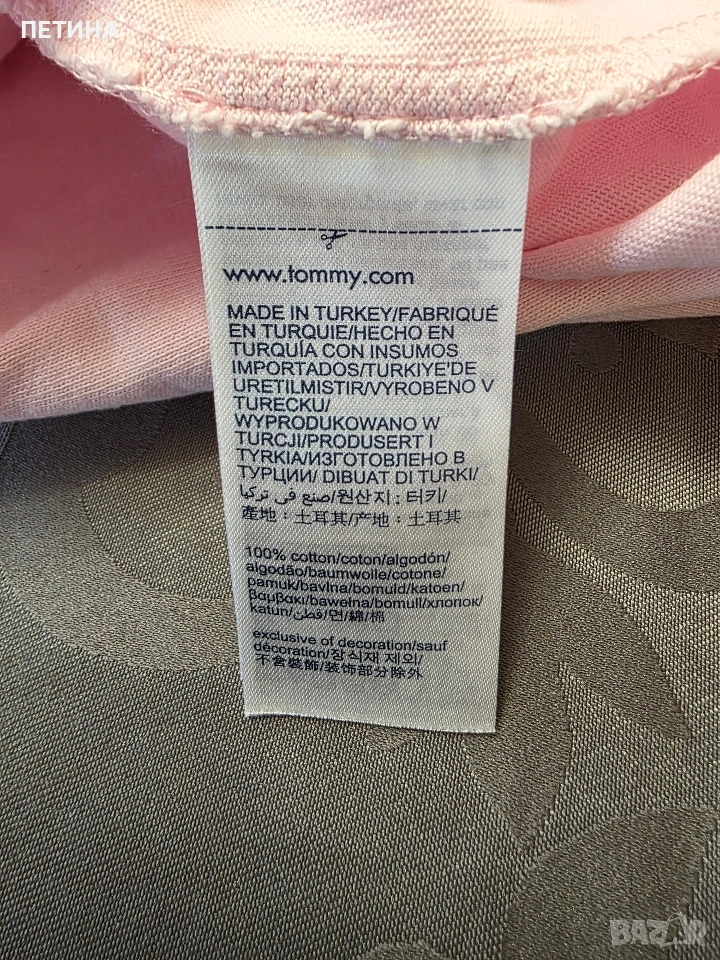 ПЕТИНА
www.tommy.com
MADE IN TURKEY/FABRIQUÉ
EN TURQUIE/HECHO EN
TURQUÍA CON INSUMOS
IMPORTADOS/TURKIYE'DE
URETILMISTIR/VYROBENO V
TURECKU/
WYPRODUKOWANO W
TURCJI/PRODUSERT I
TYRKIA/ИЗГОТОВЛЕНО В
ТУРЦИИ/ DIBUAT DI TURKI/
صنع في تركيا/원산지 : 터키/
產地 : 土耳其/产地 : 土耳其
100% cotton/coton/algodón/
algodão/baumwolle/cotone/
pamuk/bavlna/bomuld/katoen/
βαμβακι/bawełna/bomull/хлопок/
katun/قطن/면/綿/棉
exclusive of decoration/sauf
décoration/장식재 제외/
不含裝飾/装饰部分除外
BAZAR